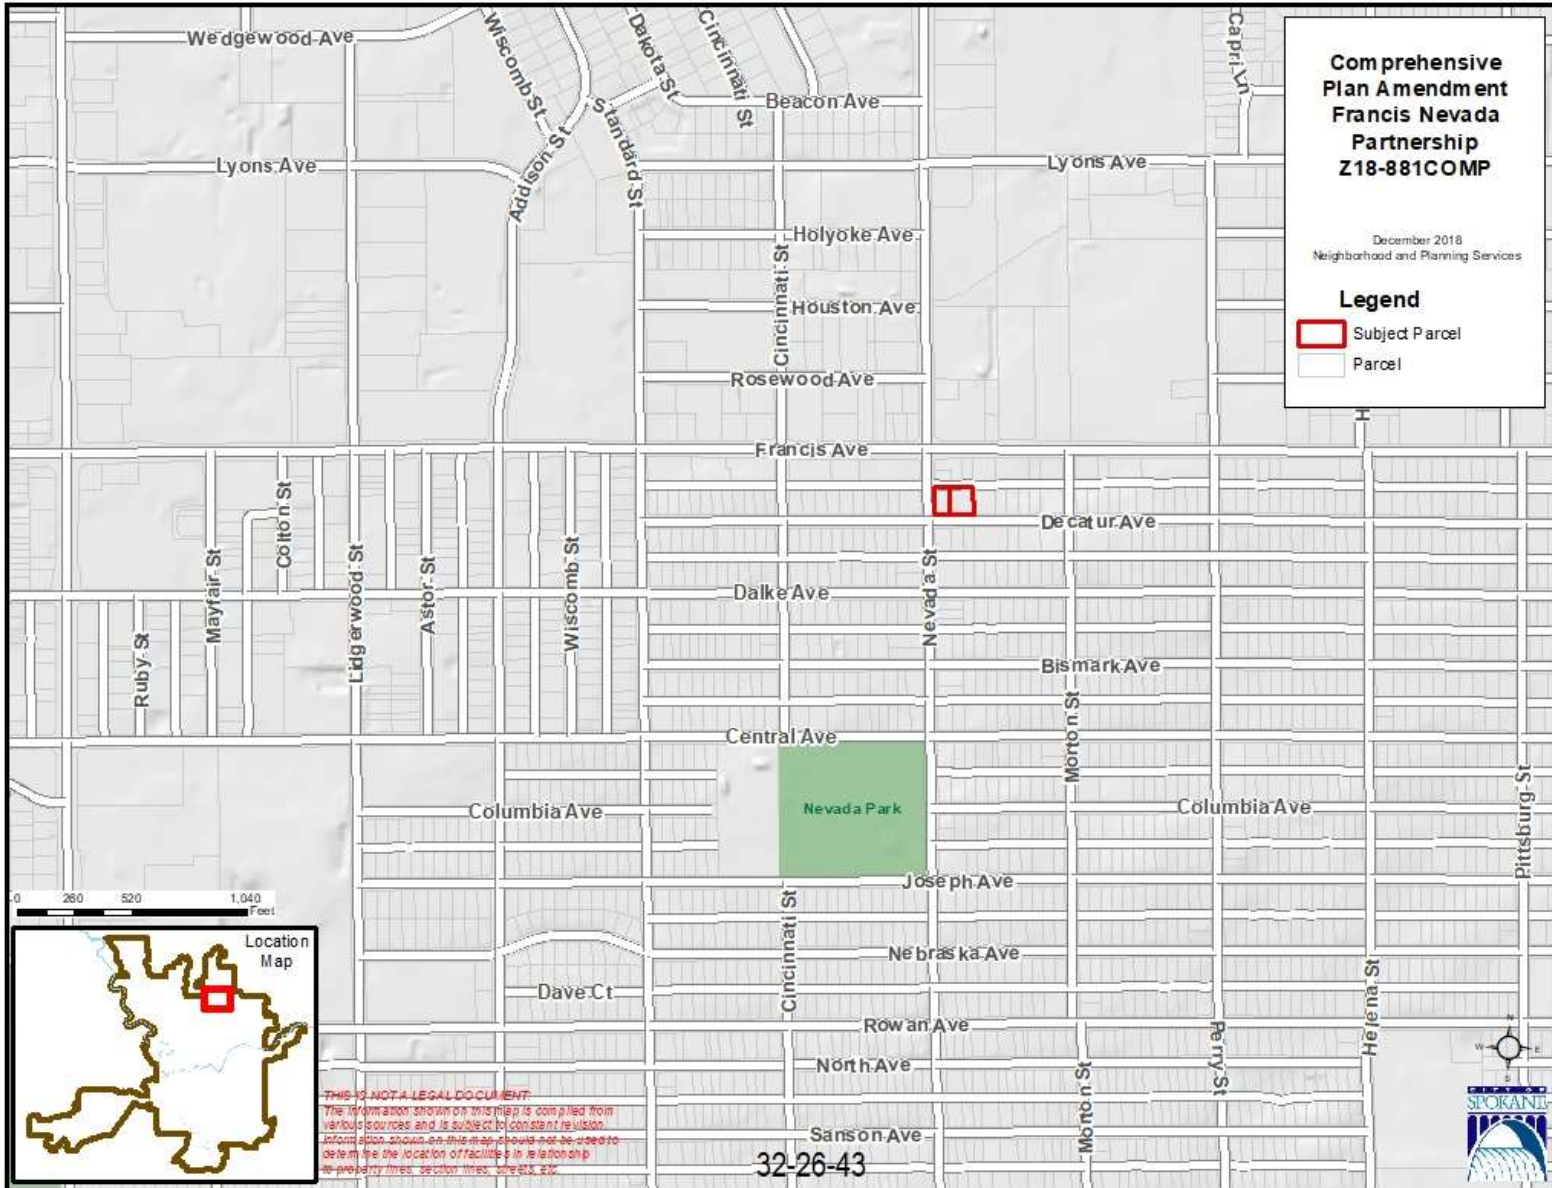 Wedgewood Ave
Wiscomb St
Dakota St
Cincinnati St
Capri Ln
Beacon Ave
Standard St
Addison St
Lyons Ave
Lyons Ave
Comprehensive
Plan Amendment
Francis Nevada
Partnership
Z18-881COMP
December 2018
Neighborhood and Planning Services
Legend
Subject Parcel
Parcel
H
Holyoke Ave
Cincinnati St
Houston Ave
Rosewood Ave
Francis Ave
Decatur Ave
Colton St
Mayfair St
Lidgerwood St
Astor St
Wiscomb St
Nevada St
Dalke Ave
Ruby St
Bismark Ave
Morton St
Central Ave
Columbia Ave
Nevada Park
Columbia Ave
Pittsburg St
Joseph Ave
0 260 520 1,040
Feet
Cincinnati St
Nebraska Ave
Helena St
Location
Map
Dave Ct
Rowan Ave
Perry St
North Ave
Morton St
Sanson Ave
N
W
E
S
THIS IS NOT A LEGAL DOCUMENT:
The information shown on this map is compiled from
various sources and is subject to constant revision.
Information shown on this map should not be used to
determine the location of facilities in relationship
to property lines, section lines, streets, etc.
32-26-43
CITY OF
SPOKANE